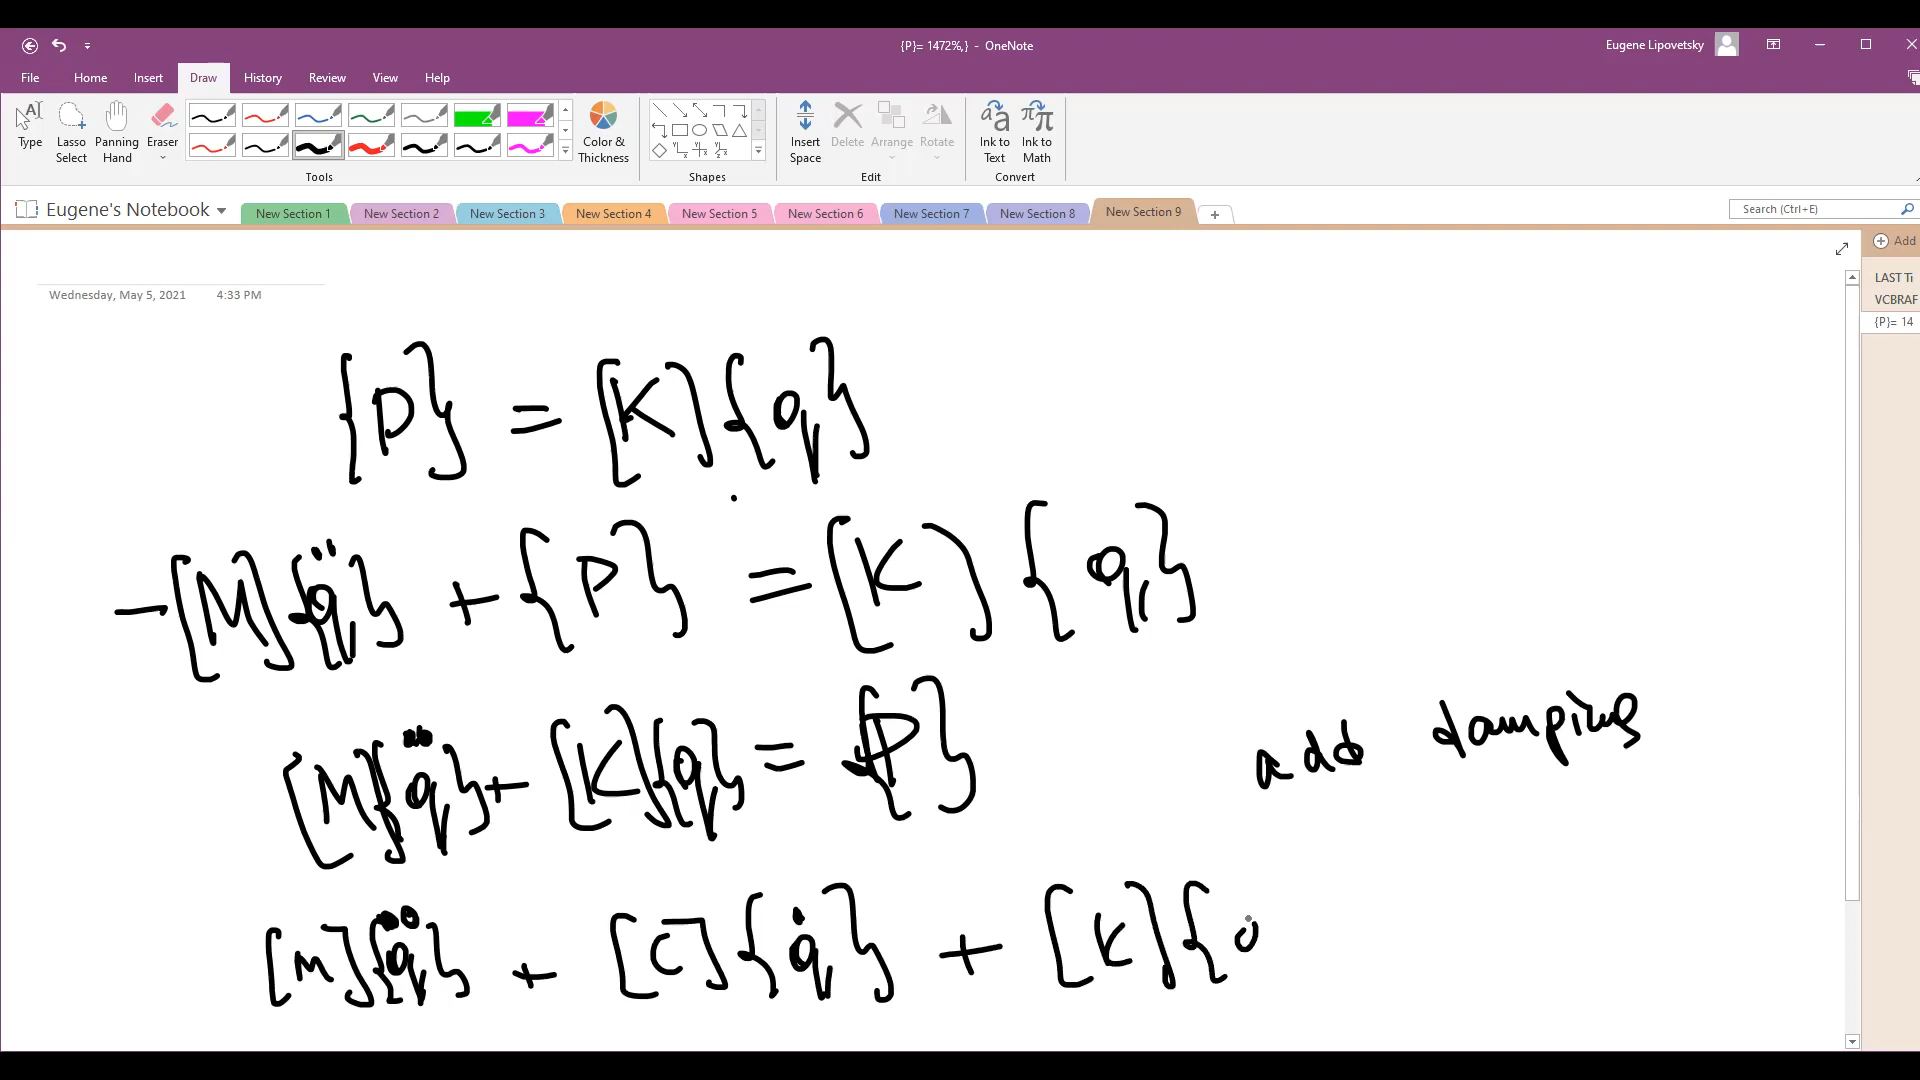 {P}= 1472%,} - OneNote
Eugene Lipovetsky
File Home Insert Draw History Review View Help
Type
Lasso Select
Panning Hand
Eraser
Color & Thickness
Insert Space
Delete
Arrange
Rotate
Ink to Text
Ink to Math
Tools Shapes Edit Convert
Eugene's Notebook
New Section 1 New Section 2 New Section 3 New Section 4 New Section 5 New Section 6 New Section 7 New Section 8 New Section 9
Search (Ctrl+E)
Add
LAST Ti
VCBRAF
{P}= 14
Wednesday, May 5, 2021 4:33 PM
{P} = [K]{q}
-[M]{q̈} + {P} = [K]{q}
[M]{q̈} + [K]{q} = {P}
add damping
[M]{q̈} + [C]{q̇} + [K]{